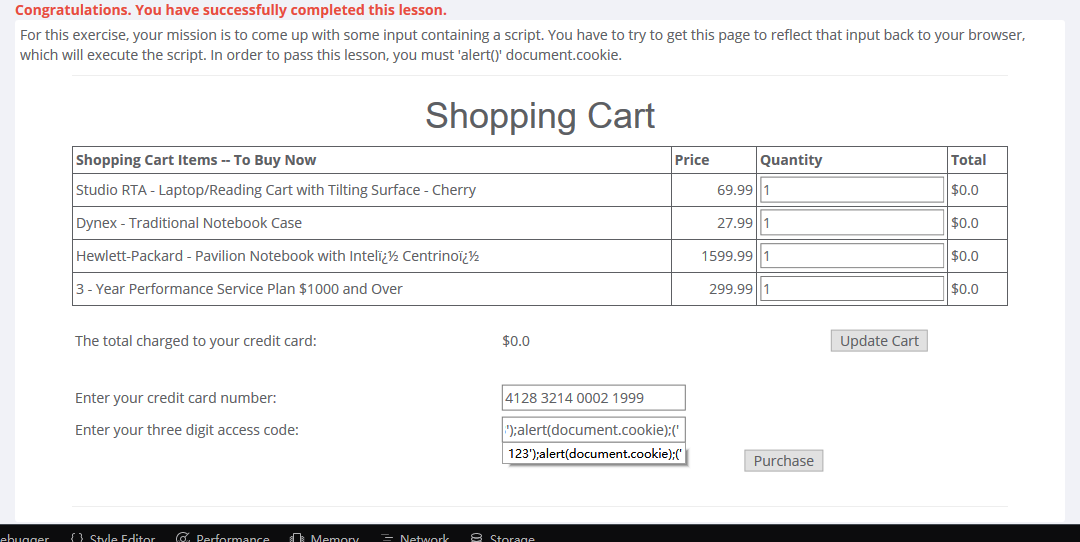 Congratulations. You have successfully completed this lesson.
For this exercise, your mission is to come up with some input containing a script. You have to try to get this page to reflect that input back to your browser,
which will execute the script. In order to pass this lesson, you must 'alert()' document.cookie.
Shopping Cart
Shopping Cart Items -- To Buy Now Price Quantity Total
Studio RTA - Laptop/Reading Cart with Tilting Surface - Cherry 69.99 1 $0.0
Dynex - Traditional Notebook Case 27.99 1 $0.0
Hewlett-Packard - Pavilion Notebook with Intelï¿½ Centrinoï¿½ 1599.99 1 $0.0
3 - Year Performance Service Plan $1000 and Over 299.99 1 $0.0
The total charged to your credit card: $0.0 Update Cart
Enter your credit card number: 4128 3214 0002 1999
Enter your three digit access code: ');alert(document.cookie);('
123');alert(document.cookie);('
Purchase
ebugger {} Style Editor Performance Memory Network Storage